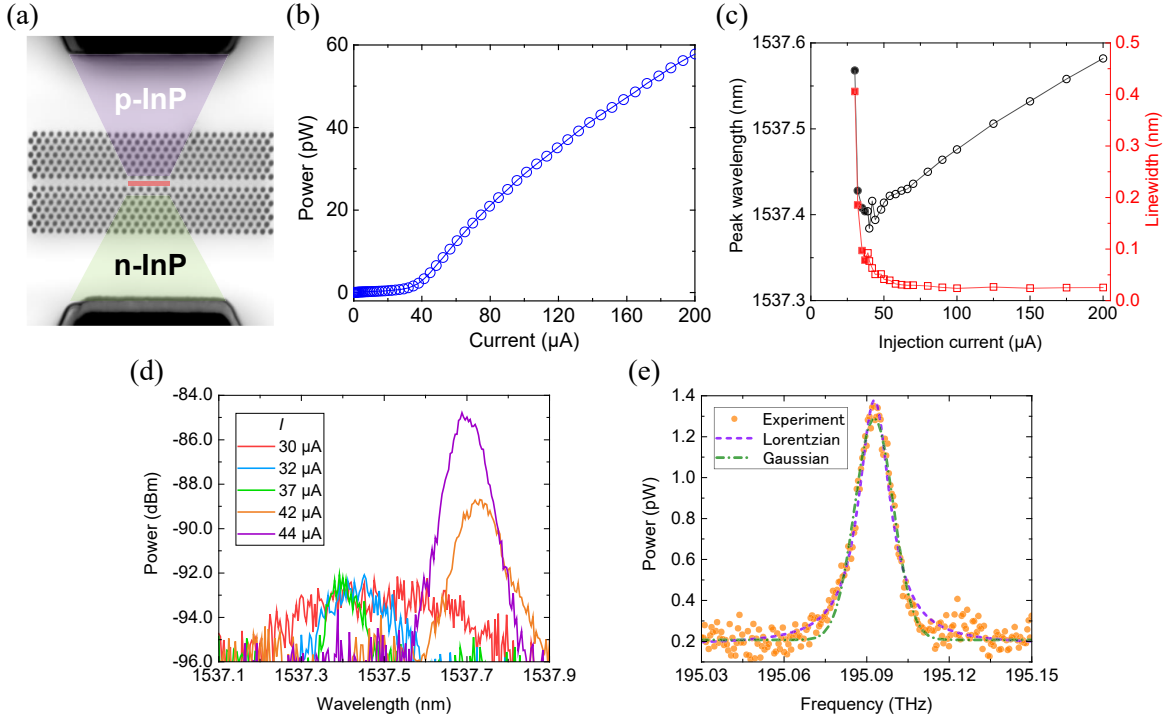 (a)
p-InP
n-InP
(b)
60
40
20
0
Power (pW)
0 40 80 120 160 200
Current (µA)
(c)
1537.6
1537.5
1537.4
1537.3
Peak wavelength (nm)
0 50 100 150 200
Injection current (µA)
0.5
0.4
0.3
0.2
0.1
0.0
Linewidth (nm)
(d)
-84.0
-86.0
-88.0
-90.0
-92.0
-94.0
-96.0
Power (dBm)
I
30 µA
32 µA
37 µA
42 µA
44 µA
1537.1 1537.3 1537.5 1537.7 1537.9
Wavelength (nm)
(e)
1.4
1.2
1.0
0.8
0.6
0.4
0.2
Power (pW)
Experiment
Lorentzian
Gaussian
195.03 195.06 195.09 195.12 195.15
Frequency (THz)